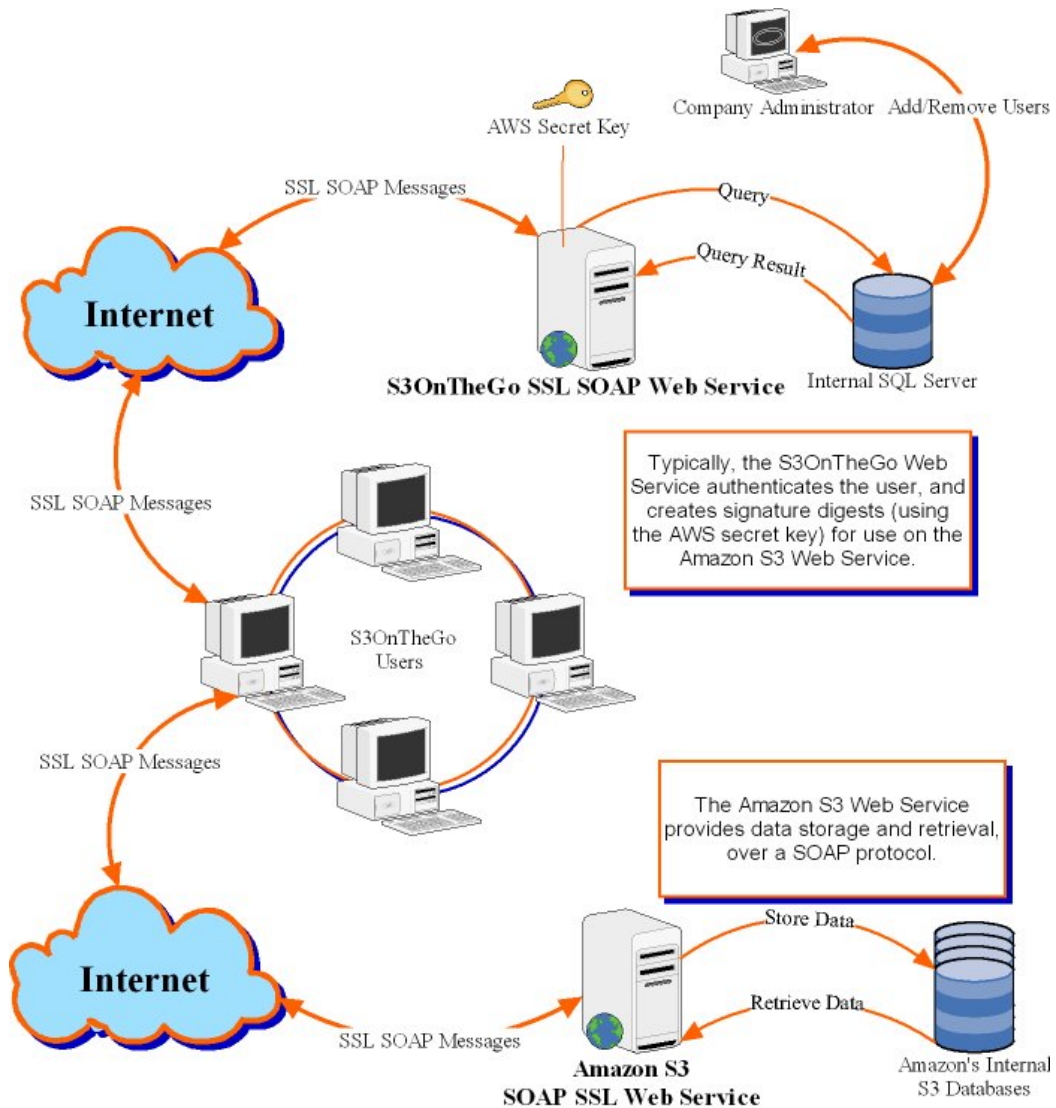 Company Administrator
Add/Remove Users
AWS Secret Key
SSL SOAP Messages
Query
Query Result
Internet
S3OnTheGo SSL SOAP Web Service
Internal SQL Server
Typically, the S3OnTheGo Web
Service authenticates the user, and
creates signature digests (using
the AWS secret key) for use on the
Amazon S3 Web Service.
SSL SOAP Messages
S3OnTheGo
Users
SSL SOAP Messages
The Amazon S3 Web Service
provides data storage and retrieval,
over a SOAP protocol.
Internet
Store Data
Retrieve Data
SSL SOAP Messages
Amazon S3
SOAP SSL Web Service
Amazon's Internal
S3 Databases